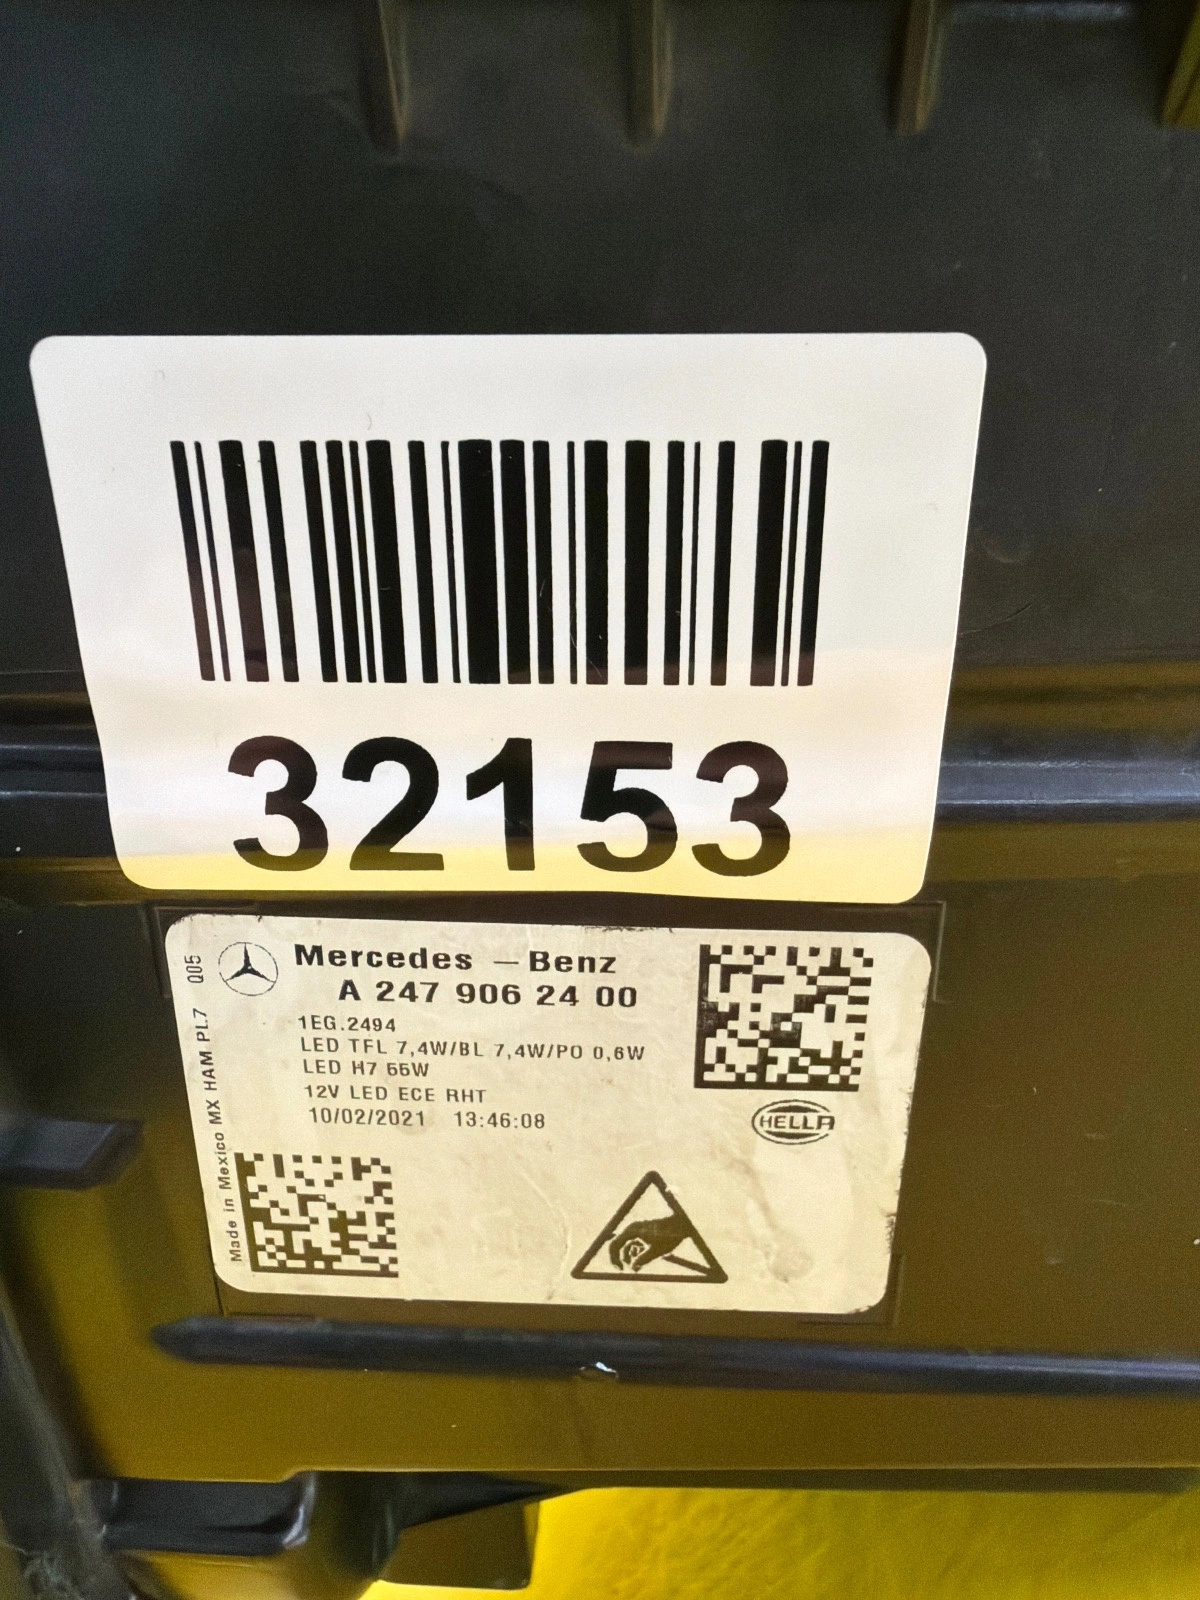 32153
Mercedes – Benz
A 247 906 24 00
1EG.2494
LED TFL 7,4W/BL 7,4W/PO 0,6W
LED H7 55W
12V LED ECE RHT
10/02/2021 13:46:08
HELLA
Made in Mexico MX HAM PL7 Q05